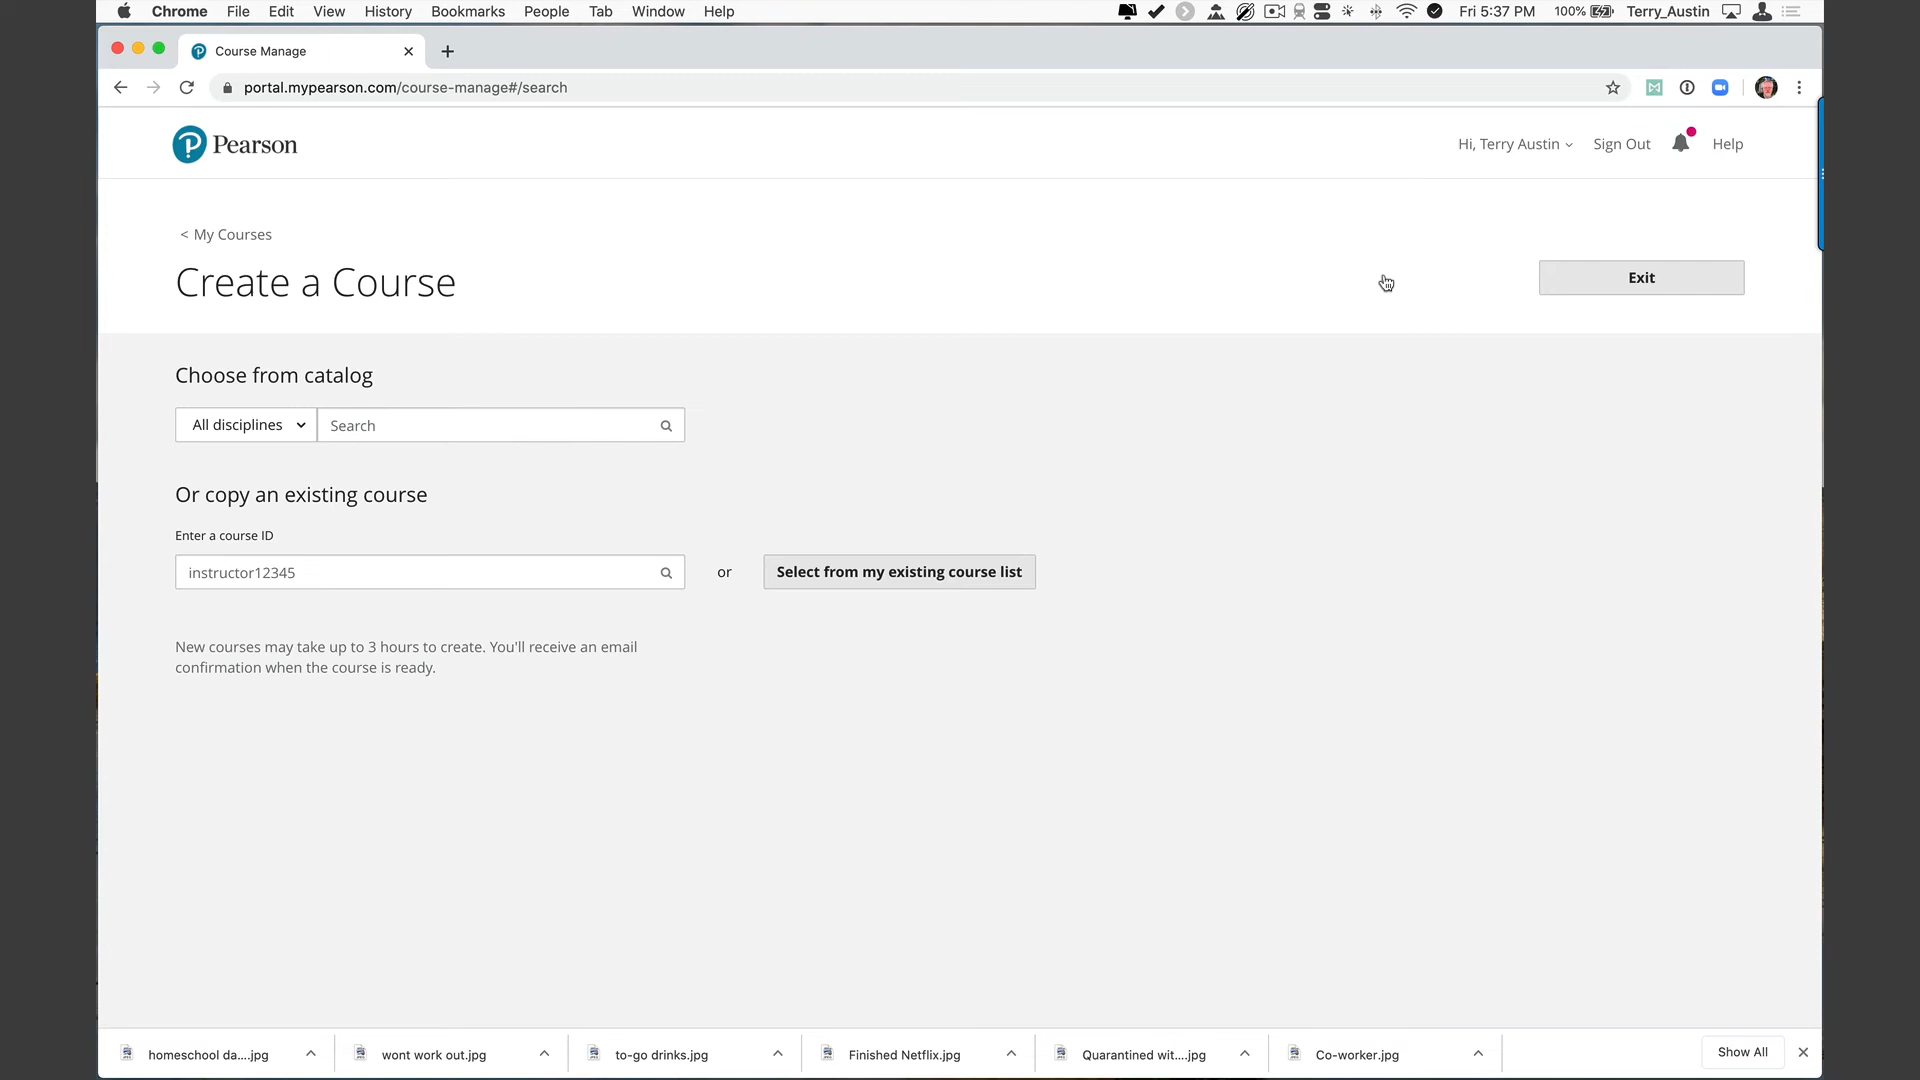 Chrome File Edit View History Bookmarks People Tab Window Help Fri 5:37 PM 100% Terry_Austin
Course Manage
portal.mypearson.com/course-manage#/search
Pearson
Hi, Terry Austin Sign Out Help
< My Courses
Create a Course
Exit
Choose from catalog
All disciplines Search
Or copy an existing course
Enter a course ID
instructor12345 or Select from my existing course list
New courses may take up to 3 hours to create. You'll receive an email
confirmation when the course is ready.
homeschool da....jpg wont work out.jpg to-go drinks.jpg Finished Netflix.jpg Quarantined wit....jpg Co-worker.jpg Show All